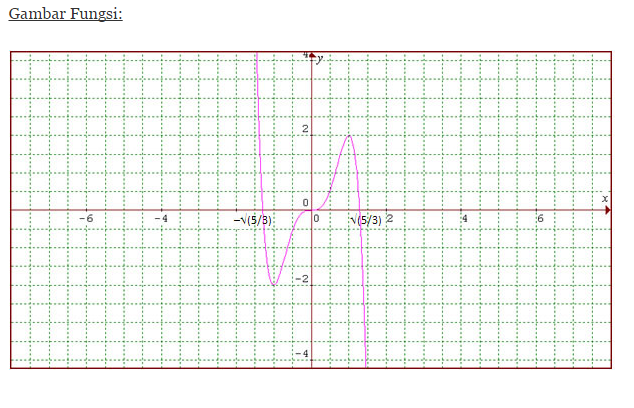 Gambar Fungsi:
4 y
2
0 x
-6 -4 -√(5/3) 0 √(5/3) 2 4 6
-2
-4